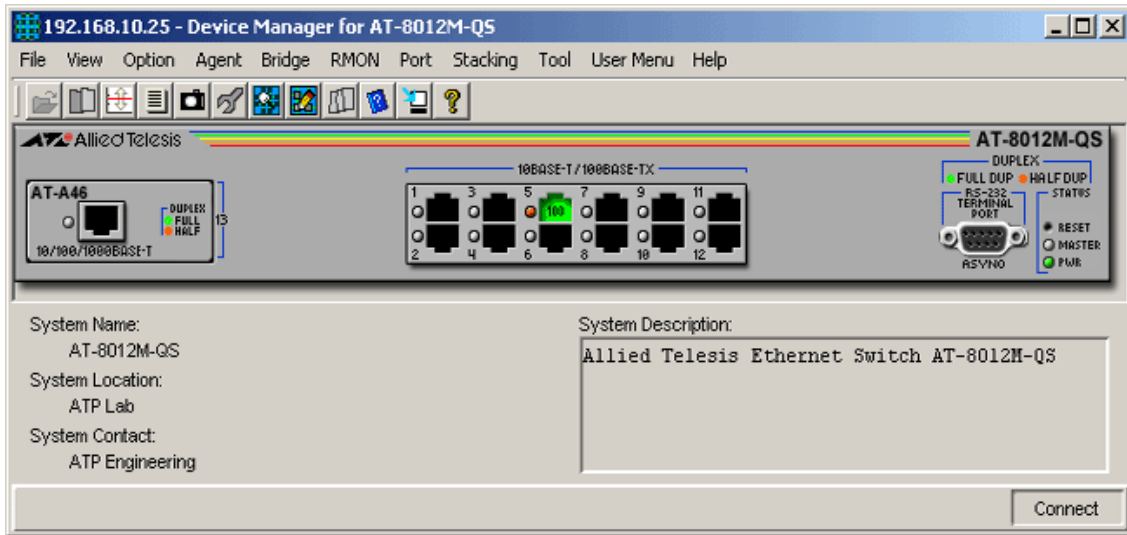 192.168.10.25 - Device Manager for AT-8012M-QS
File View Option Agent Bridge RMON Port Stacking Tool User Menu Help
Allied Telesis
AT-8012M-QS
10BASE-T/100BASE-TX
DUPLEX
FULL DUP HALF DUP
AT-A46
DUPLEX
FULL
HALF
13
10/100/1000BASE-T
1 3 5 7 9 11
100
2 4 6 8 10 12
RS-232
TERMINAL
PORT
ASYNO
STATUS
RESET
MASTER
PWR
System Name:
AT-8012M-QS
System Location:
ATP Lab
System Contact:
ATP Engineering
System Description:
Allied Telesis Ethernet Switch AT-8012M-QS
Connect